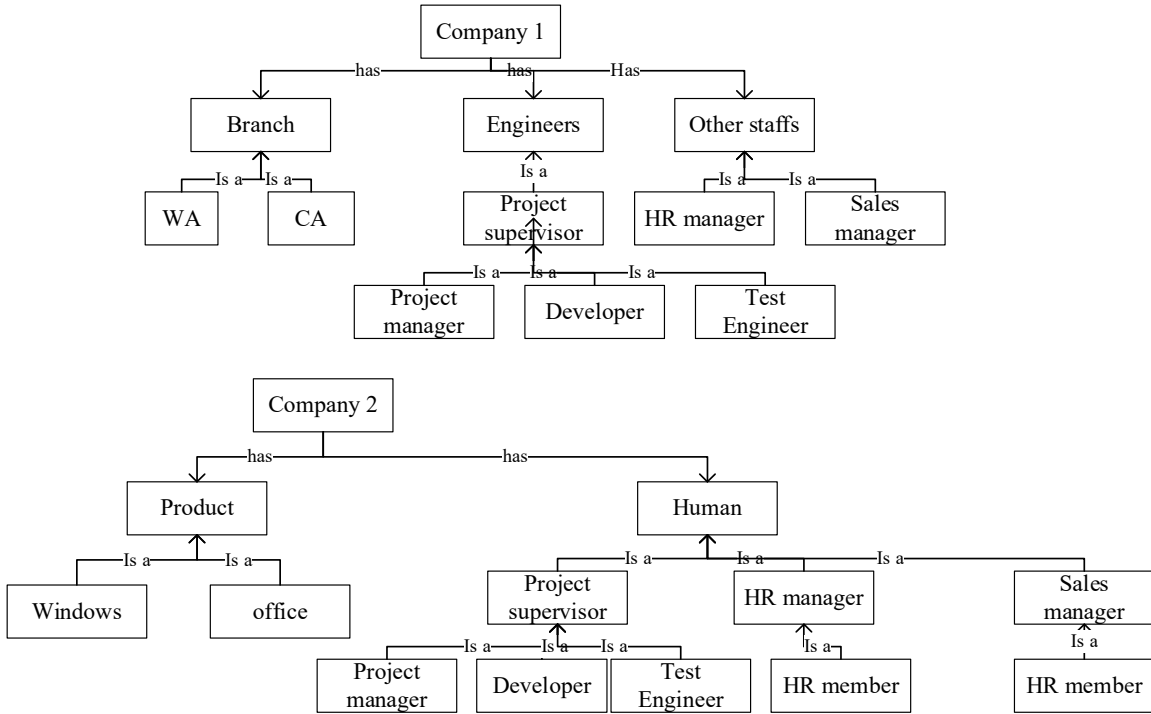 Company 1
has
has
Has
Branch
Engineers
Other staffs
Is a
Is a
Is a
Is a
Is a
WA
CA
Project
supervisor
HR manager
Sales
manager
Is a
Is a
Is a
Project
manager
Developer
Test
Engineer
Company 2
has
has
Product
Human
Is a
Is a
Is a
Is a
Is a
Windows
office
Project
supervisor
HR manager
Sales
manager
Is a
Is a
Is a
Is a
Is a
Project
manager
Developer
Test
Engineer
HR member
HR member